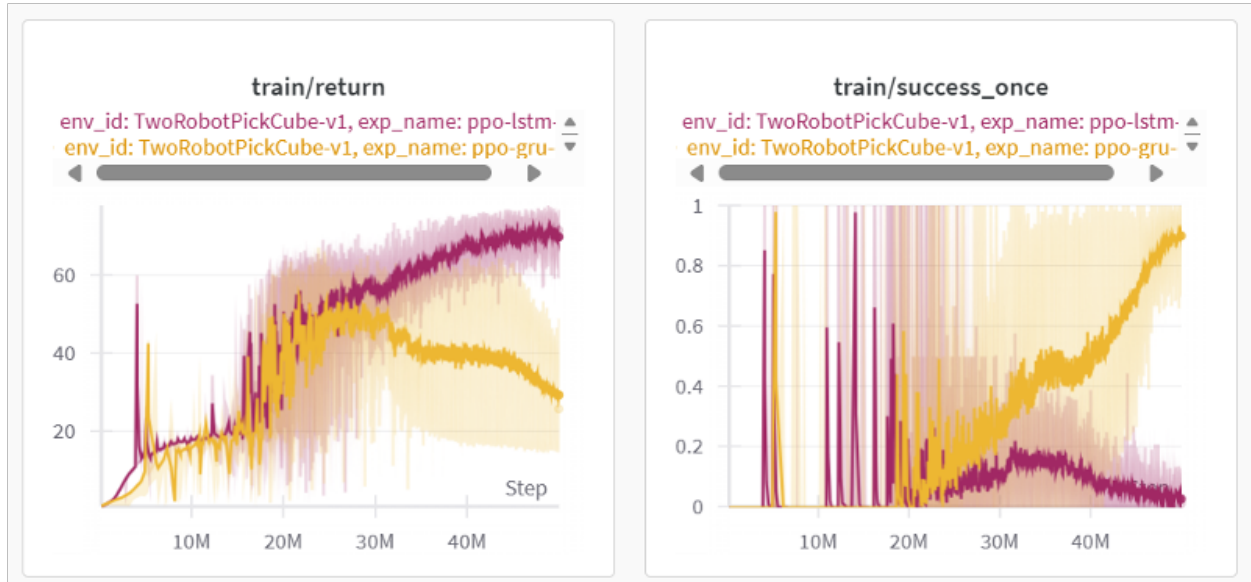 train/return
env_id: TwoRobotPickCube-v1, exp_name: ppo-lstm-
env_id: TwoRobotPickCube-v1, exp_name: ppo-gru-
60
40
20
Step
10M 20M 30M 40M
train/success_once
env_id: TwoRobotPickCube-v1, exp_name: ppo-lstm-
env_id: TwoRobotPickCube-v1, exp_name: ppo-gru-
1
0.8
0.6
0.4
0.2
0
10M 20M 30M 40M